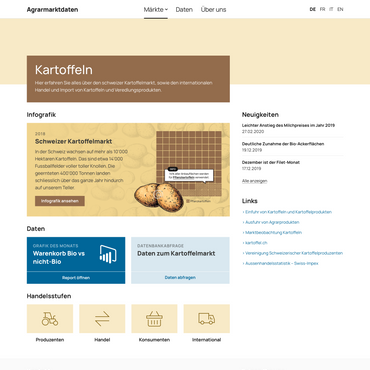 Agrarmarktdaten
Märkte
Daten
Über uns
DE FR IT EN
Kartoffeln
Hier erfahren Sie alles über den schweizer Kartoffelmarkt, sowie den internationalen
Handel und Import von Kartoffeln und Veredlungsprodukten.
Infografik
2019
Schweizer Kartoffelmarkt
In der Schweiz wachsen auf mehr als 10'000
Hektaren Kartoffeln. Das sind etwa 14'000
Fussballfelder voller toller Knollen. Die
geernteten 400'000 Tonnen landen
schliesslich über das ganze Jahr hindurch
auf unserem Teller.
Infografik ansehen
Neuigkeiten
Leichter Anstieg des Milchpreises im Jahr 2019
27.02.2020
Deutliche Zunahme der Bio-Ackerflächen
19.12.2019
Dezember ist der Filet-Monat
17.12.2019
Alle anzeigen
Links
Einfuhr von Kartoffeln und Kartoffelprodukten
Ausfuhr von Agrarprodukten
Marktbeobachtung Kartoffeln
kartoffel.ch
Vereinigung Schweizerischer Kartoffelproduzenten
Aussenhandelsstatistik – Swiss-Impex
Daten
GRAFIK DES MONATS
Warenkorb Bio vs
nicht-Bio
Report öffnen
DATENBANKABFRAGE
Daten zum Kartoffelmarkt
Daten abfragen
Handelsstufen
Produzenten
Handel
Konsumenten
International